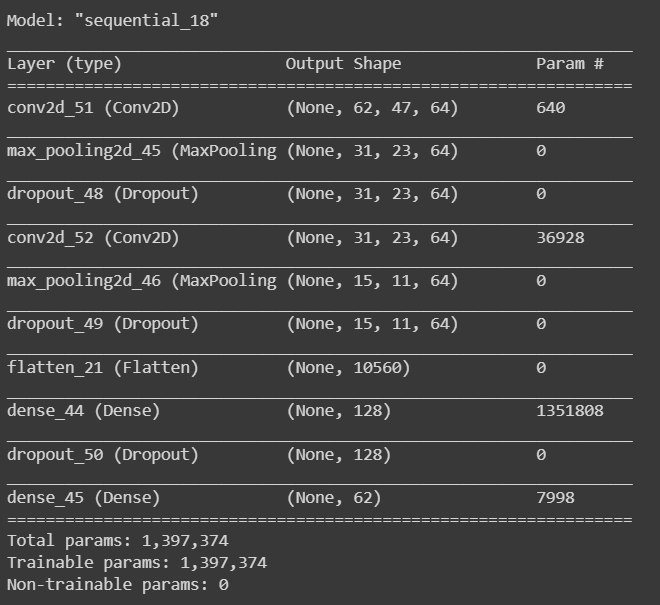 Model: "sequential_18"
Layer (type) Output Shape Param #
conv2d_51 (Conv2D) (None, 62, 47, 64) 640
max_pooling2d_45 (MaxPooling (None, 31, 23, 64) 0
dropout_48 (Dropout) (None, 31, 23, 64) 0
conv2d_52 (Conv2D) (None, 31, 23, 64) 36928
max_pooling2d_46 (MaxPooling (None, 15, 11, 64) 0
dropout_49 (Dropout) (None, 15, 11, 64) 0
flatten_21 (Flatten) (None, 10560) 0
dense_44 (Dense) (None, 128) 1351808
dropout_50 (Dropout) (None, 128) 0
dense_45 (Dense) (None, 62) 7998
Total params: 1,397,374
Trainable params: 1,397,374
Non-trainable params: 0